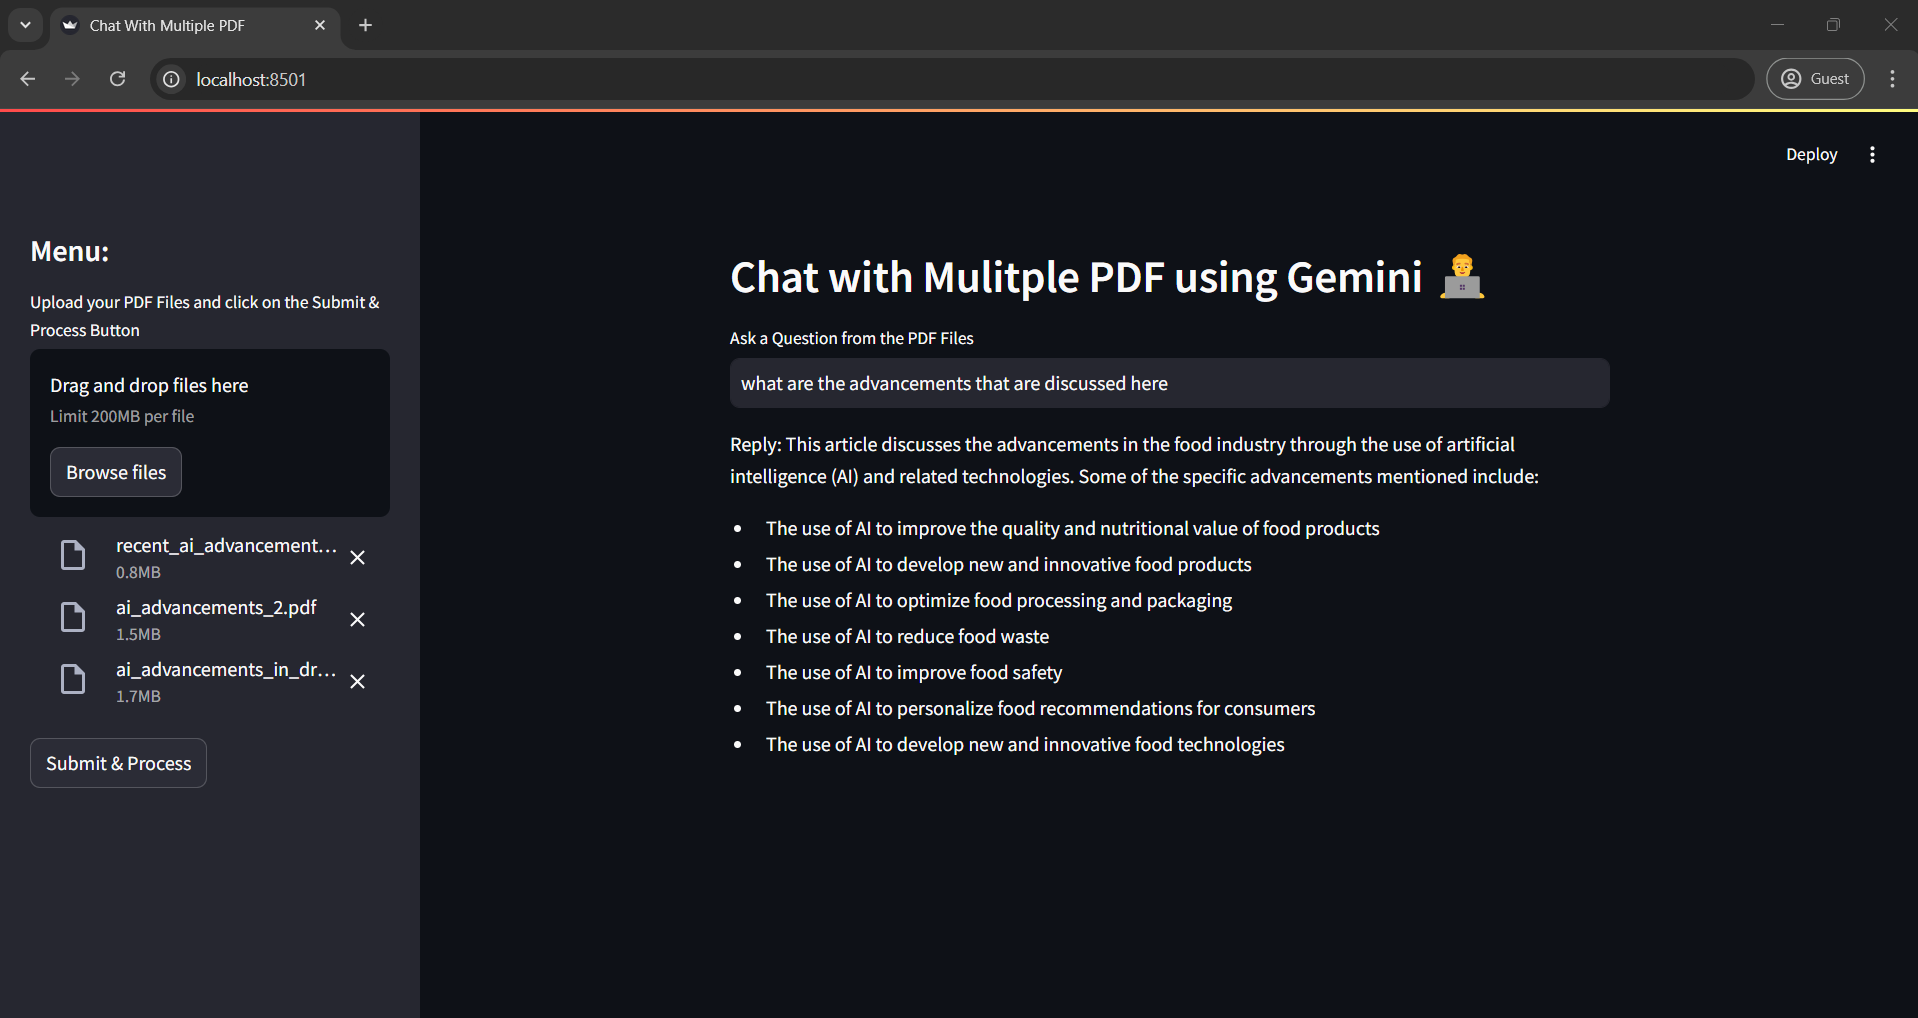 Chat With Multiple PDF
localhost:8501
Guest
Deploy
Menu:
Upload your PDF Files and click on the Submit &
Process Button
Drag and drop files here
Limit 200MB per file
Browse files
recent_ai_advancement...
0.8MB
ai_advancements_2.pdf
1.5MB
ai_advancements_in_dr...
1.7MB
Submit & Process
Chat with Mulitple PDF using Gemini
Ask a Question from the PDF Files
what are the advancements that are discussed here
Reply: This article discusses the advancements in the food industry through the use of artificial
intelligence (AI) and related technologies. Some of the specific advancements mentioned include:
• The use of AI to improve the quality and nutritional value of food products
• The use of AI to develop new and innovative food products
• The use of AI to optimize food processing and packaging
• The use of AI to reduce food waste
• The use of AI to improve food safety
• The use of AI to personalize food recommendations for consumers
• The use of AI to develop new and innovative food technologies